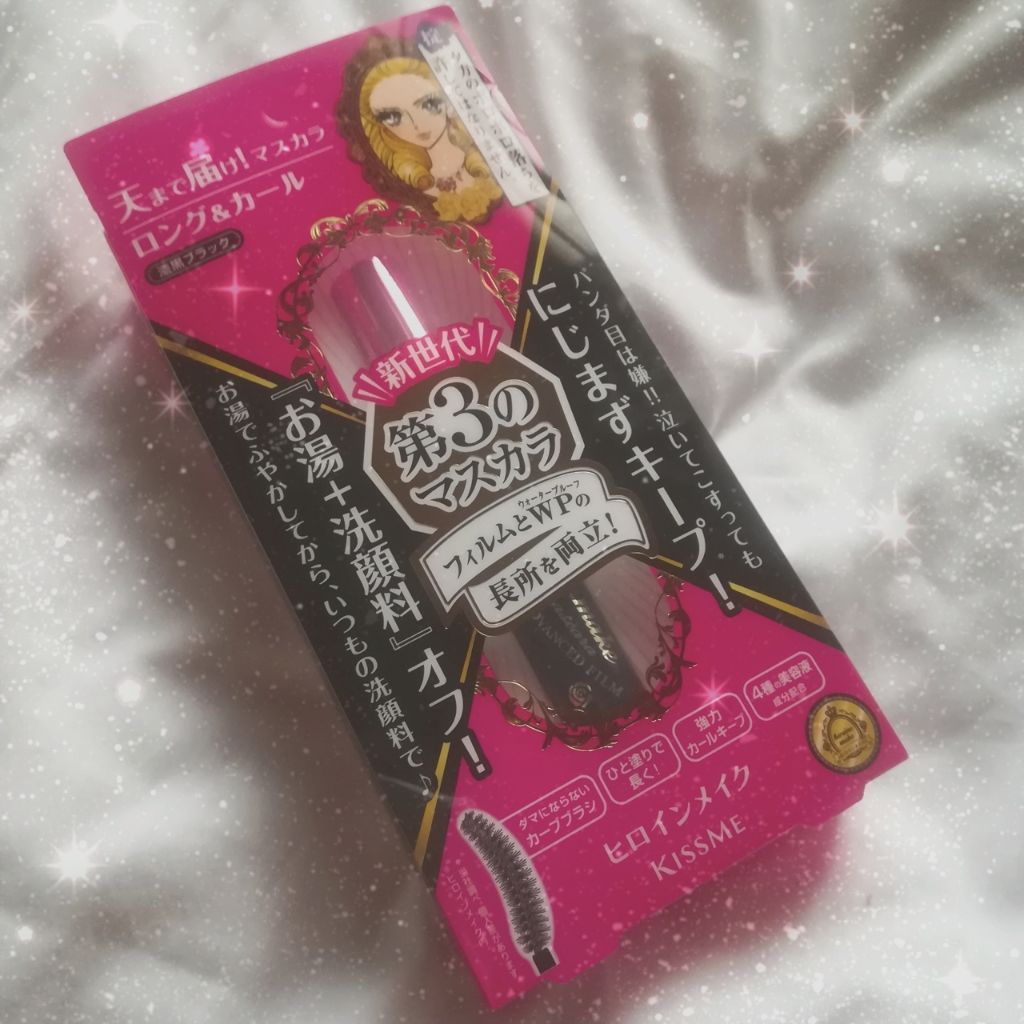 天まで届け!マスカラ
ロング&カール
漆黒ブラック
新世代!!
第3の
マスカラ
ウォータープルーフ
フィルムとWPの
長所を両立!
パンダ目は嫌!!泣いてこすっても
にじまずキープ!
『お湯+洗顔料』オフ!
お湯でふやかしてから、いつもの洗顔料で♪
ADVANCED FILM
ダマにならない
カーブブラシ
ひと塗りで
長く!
強力
カールキープ
4種の美容液
成分配合
ヒロインメイク
KISSME